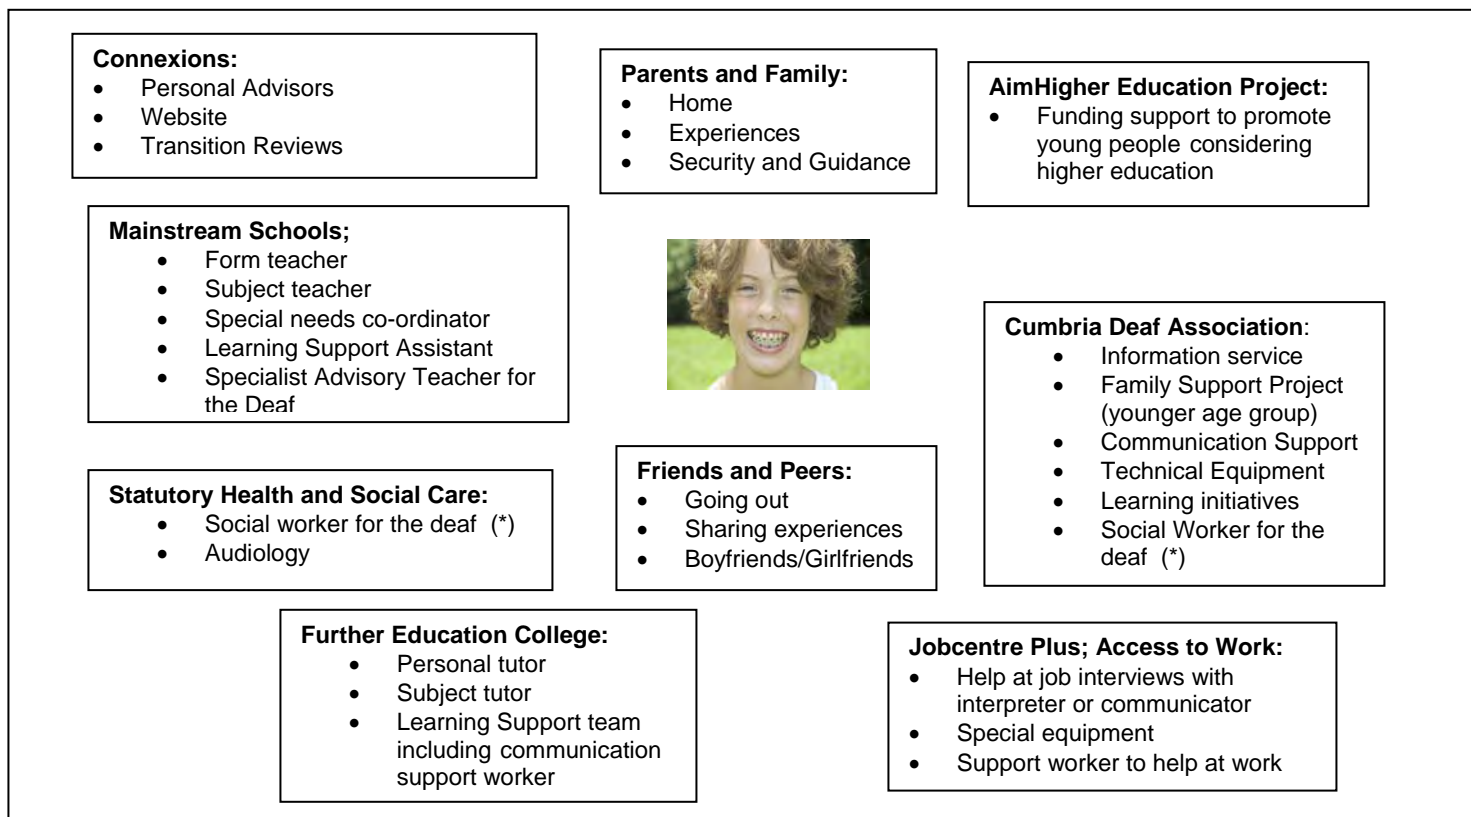 Connexions:
• Personal Advisors
• Website
• Transition Reviews
Parents and Family:
• Home
• Experiences
• Security and Guidance
AimHigher Education Project:
• Funding support to promote
young people considering
higher education
Mainstream Schools;
• Form teacher
• Subject teacher
• Special needs co-ordinator
• Learning Support Assistant
• Specialist Advisory Teacher for
the Deaf
Cumbria Deaf Association:
• Information service
• Family Support Project
(younger age group)
• Communication Support
• Technical Equipment
• Learning initiatives
• Social Worker for the
deaf (*)
Statutory Health and Social Care:
• Social worker for the deaf (*)
• Audiology
Friends and Peers:
• Going out
• Sharing experiences
• Boyfriends/Girlfriends
Further Education College:
• Personal tutor
• Subject tutor
• Learning Support team
including communication
support worker
Jobcentre Plus; Access to Work:
• Help at job interviews with
interpreter or communicator
• Special equipment
• Support worker to help at work